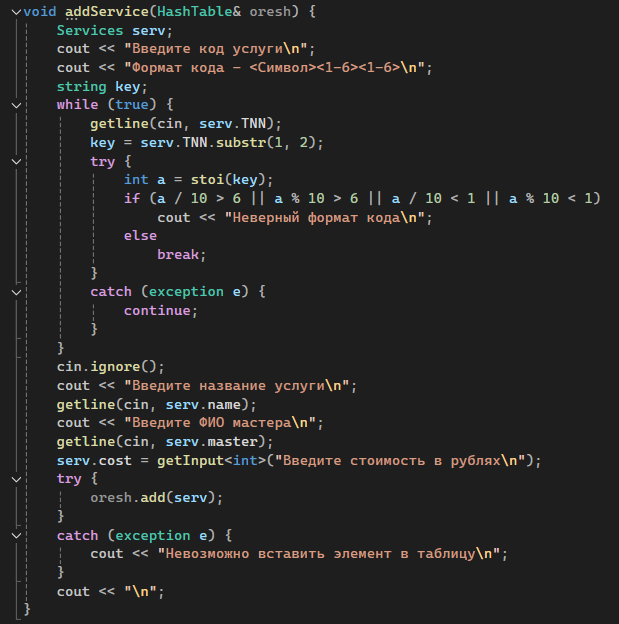 void addService(HashTable& oresh) {
    Services serv;
    cout << "Введите код услуги\n";
    cout << "Формат кода – <Символ><1–6><1–6>\n";
    string key;
    while (true) {
        getline(cin, serv.TNN);
        key = serv.TNN.substr(1, 2);
        try {
            int a = stoi(key);
            if (a / 10 > 6 || a % 10 > 6 || a / 10 < 1 || a % 10 < 1)
                cout << "Неверный формат кода\n";
            else
                break;
        }
        catch (exception e) {
            continue;
        }
    }
    cin.ignore();
    cout << "Введите название услуги\n";
    getline(cin, serv.name);
    cout << "Введите ФИО мастера\n";
    getline(cin, serv.master);
    serv.cost = getInput<int>("Введите стоимость в рублях\n");
    try {
        oresh.add(serv);
    }
    catch (exception e) {
        cout << "Невозможно вставить элемент в таблицу\n";
    }
    cout << "\n";
}